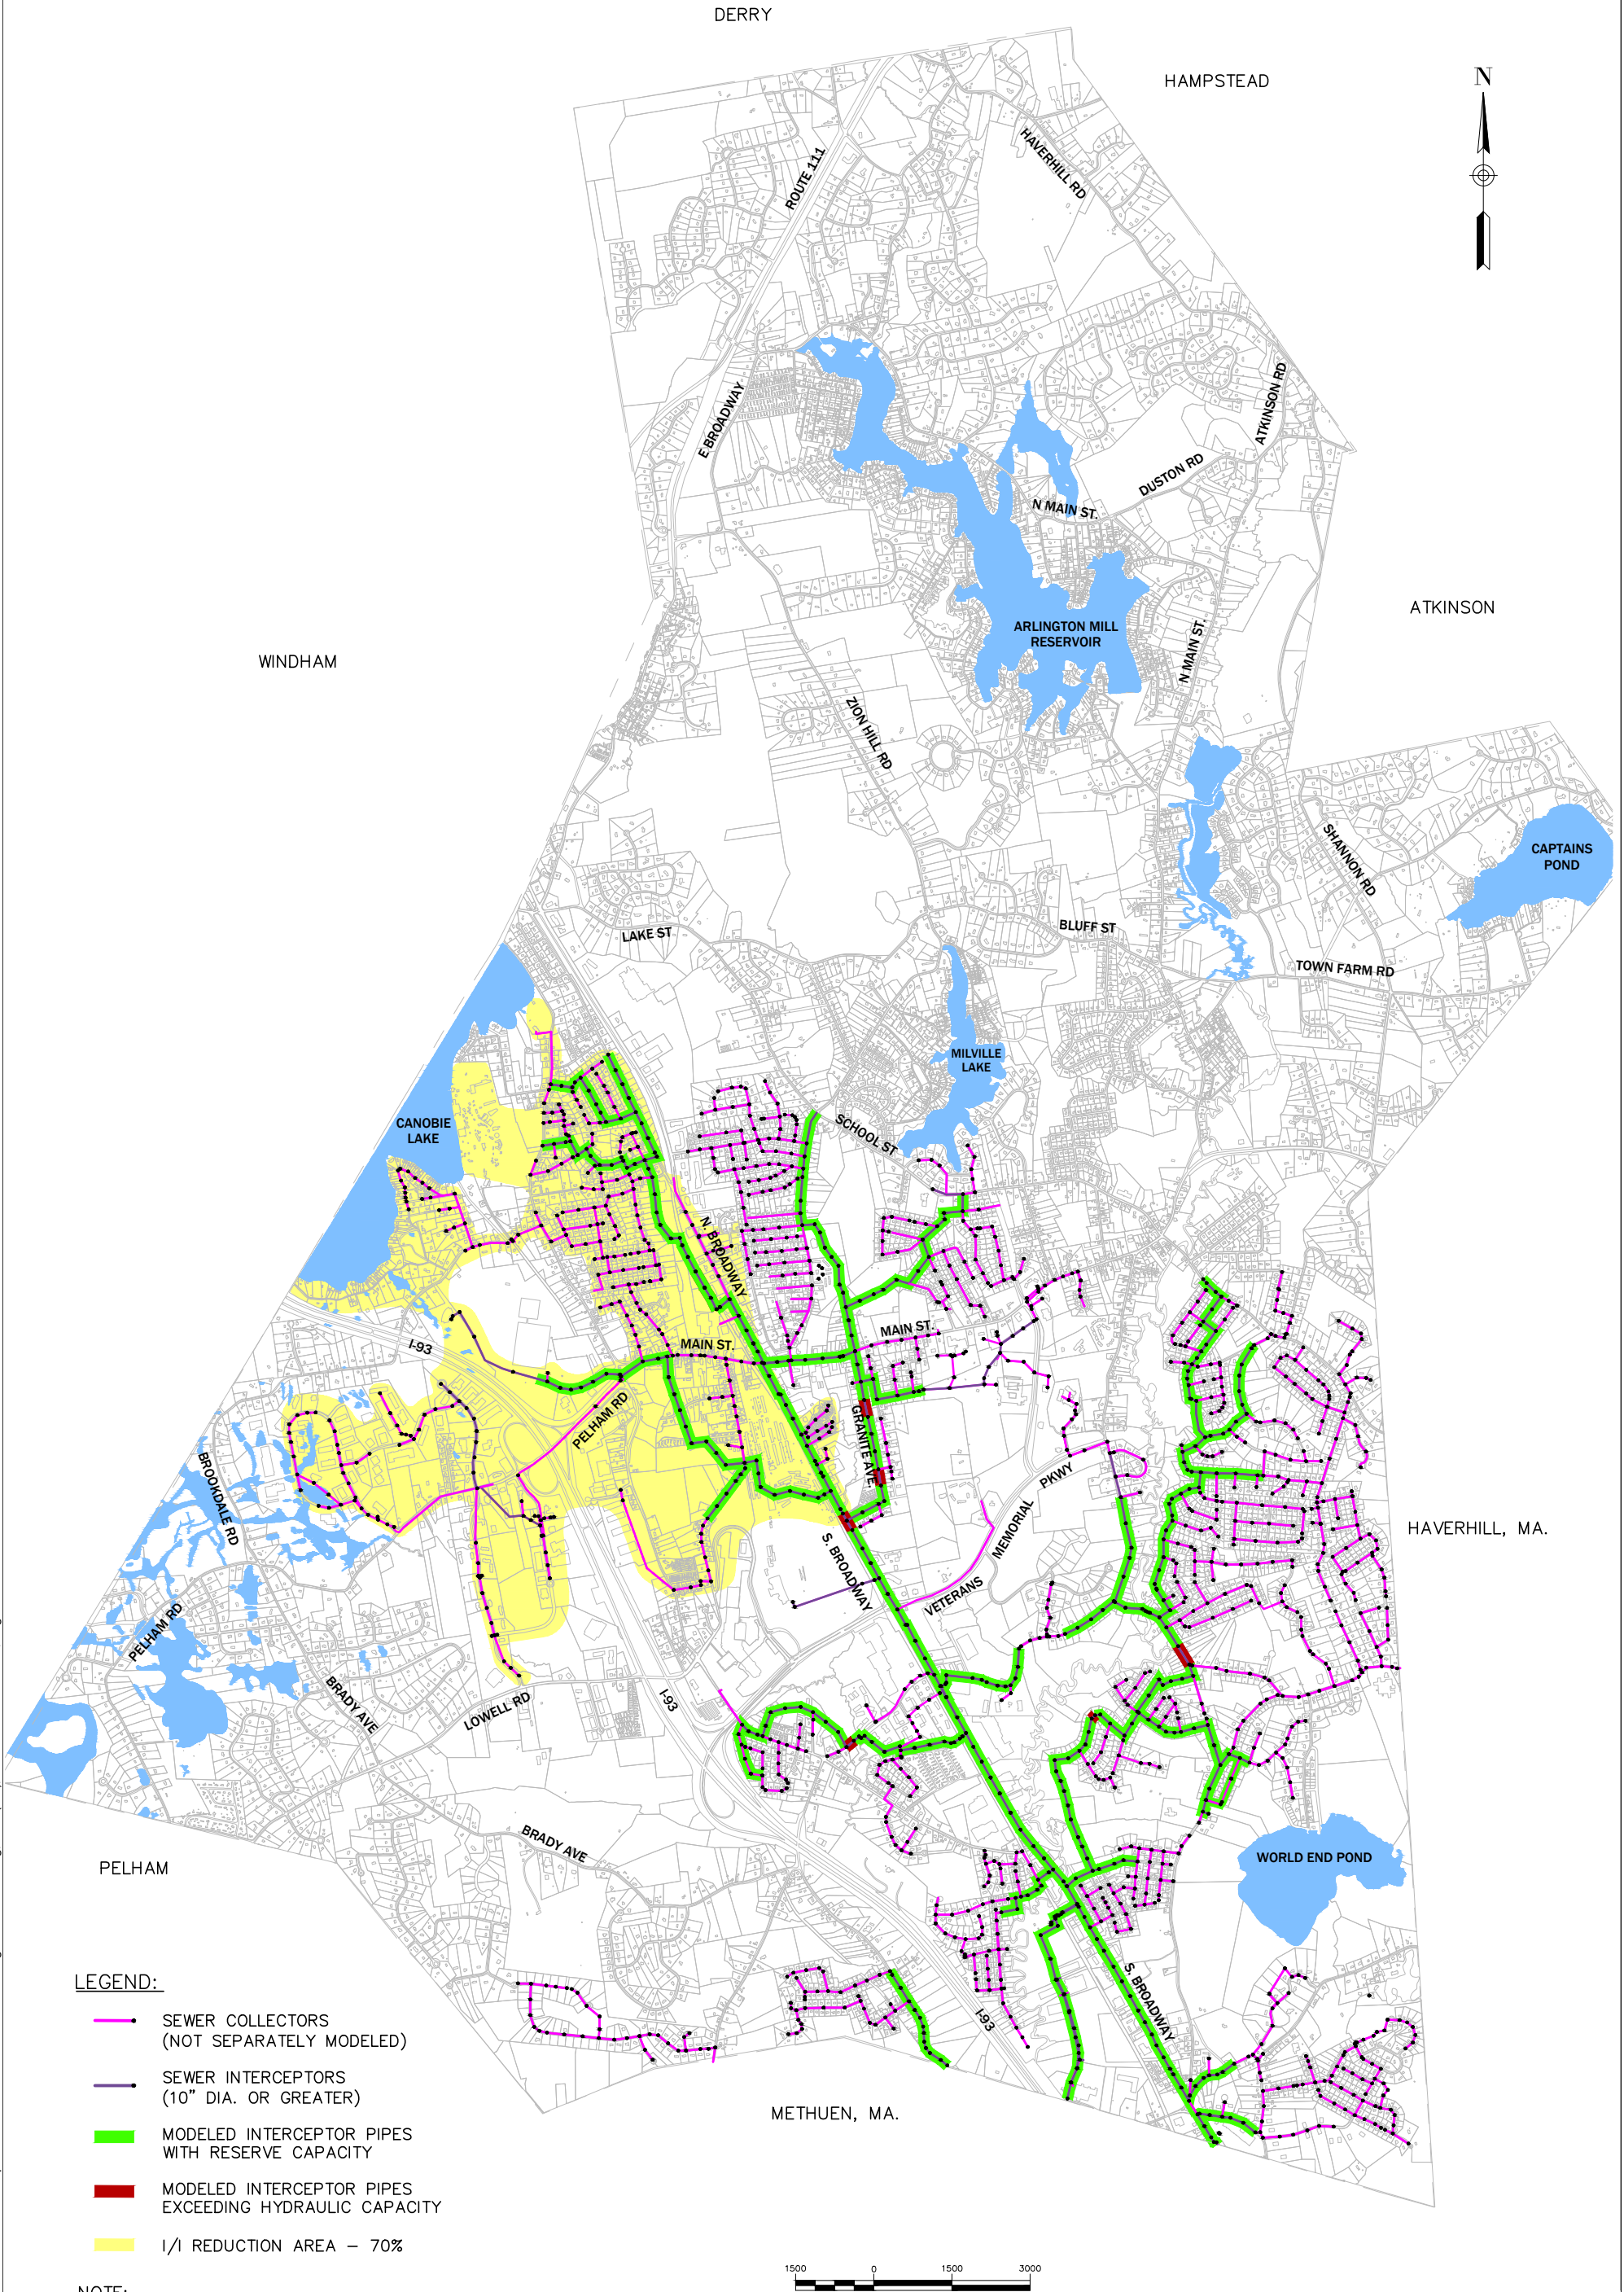 DERRY
HAMPSTEAD
N
HAVERHILL RD
ROUTE 111
E BROADWAY
ATKINSON RD
DUSTON RD
N MAIN ST.
ATKINSON
ARLINGTON MILL
RESERVOIR
N MAIN ST.
WINDHAM
ZION HILL RD
SHANNON RD
CAPTAINS
POND
LAKE ST
BLUFF ST
TOWN FARM RD
MILVILLE
LAKE
CANOBIE
LAKE
SCHOOL ST
N. BROADWAY
MAIN ST.
MAIN ST.
I-93
PELHAM RD
GRANITE AVE.
BROOKDALE RD
MEMORIAL
PKWY
HAVERHILL, MA.
S. BROADWAY
VETERANS
PELHAM RD
BRADY AVE
LOWELL RD
I-93
BRADY AVE
WORLD END POND
PELHAM
S. BROADWAY
I-93
METHUEN, MA.
LEGEND:
SEWER COLLECTORS
(NOT SEPARATELY MODELED)
SEWER INTERCEPTORS
(10" DIA. OR GREATER)
MODELED INTERCEPTOR PIPES
WITH RESERVE CAPACITY
MODELED INTERCEPTOR PIPES
EXCEEDING HYDRAULIC CAPACITY
I/I REDUCTION AREA – 70%
NOTE:
1500 0 1500 3000